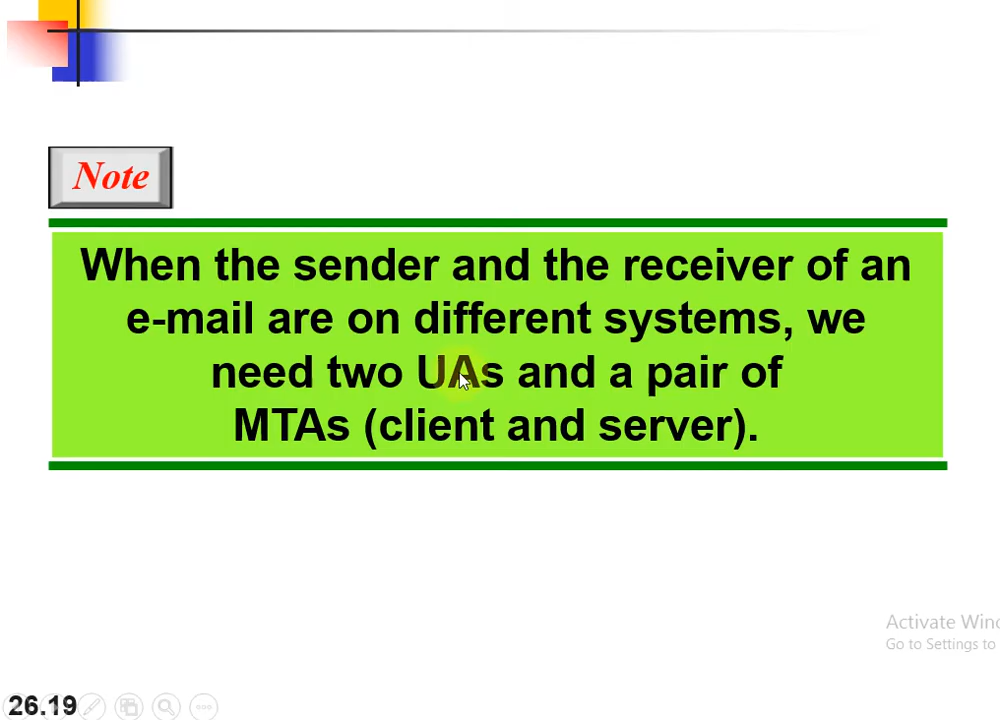 Note
When the sender and the receiver of an
e-mail are on different systems, we
need two UAs and a pair of
MTAs (client and server).
Activate Win
Go to Settings to
26.19